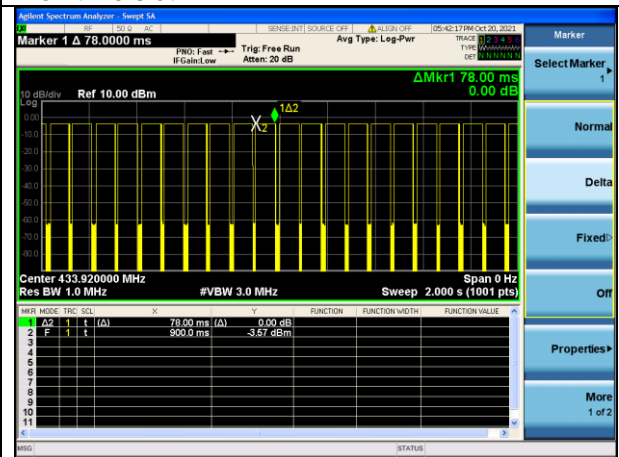 Agilent Spectrum Analyzer - Swept SA
RF 50 Ω AC SENSE:INT SOURCE OFF ALIGN OFF 05:42:17 PM Oct 20, 2021
Marker 1 Δ 78.0000 ms
PNO: Fast
IFGain:Low
Trig: Free Run
Atten: 20 dB
Avg Type: Log-Pwr
TRACE 1 2 3 4 5 6
TYPE
DET N N N N N N
ΔMkr1 78.00 ms
0.00 dB
10 dB/div Ref 10.00 dBm
Log
0.00
-10.0
-20.0
-30.0
-40.0
-50.0
-60.0
-70.0
-80.0
1Δ2
X2
Center 433.920000 MHz
Span 0 Hz
Res BW 1.0 MHz #VBW 3.0 MHz Sweep 2.000 s (1001 pts)
MKR MODE TRC SCL X Y FUNCTION FUNCTION WIDTH FUNCTION VALUE
1 Δ2 1 t (Δ) 78.00 ms (Δ) 0.00 dB
2 F 1 t 900.0 ms -3.57 dBm
3
4
5
6
7
8
9
10
11
MSG STATUS
Marker
Select Marker
1
Normal
Delta
Fixed
Off
Properties
More
1 of 2